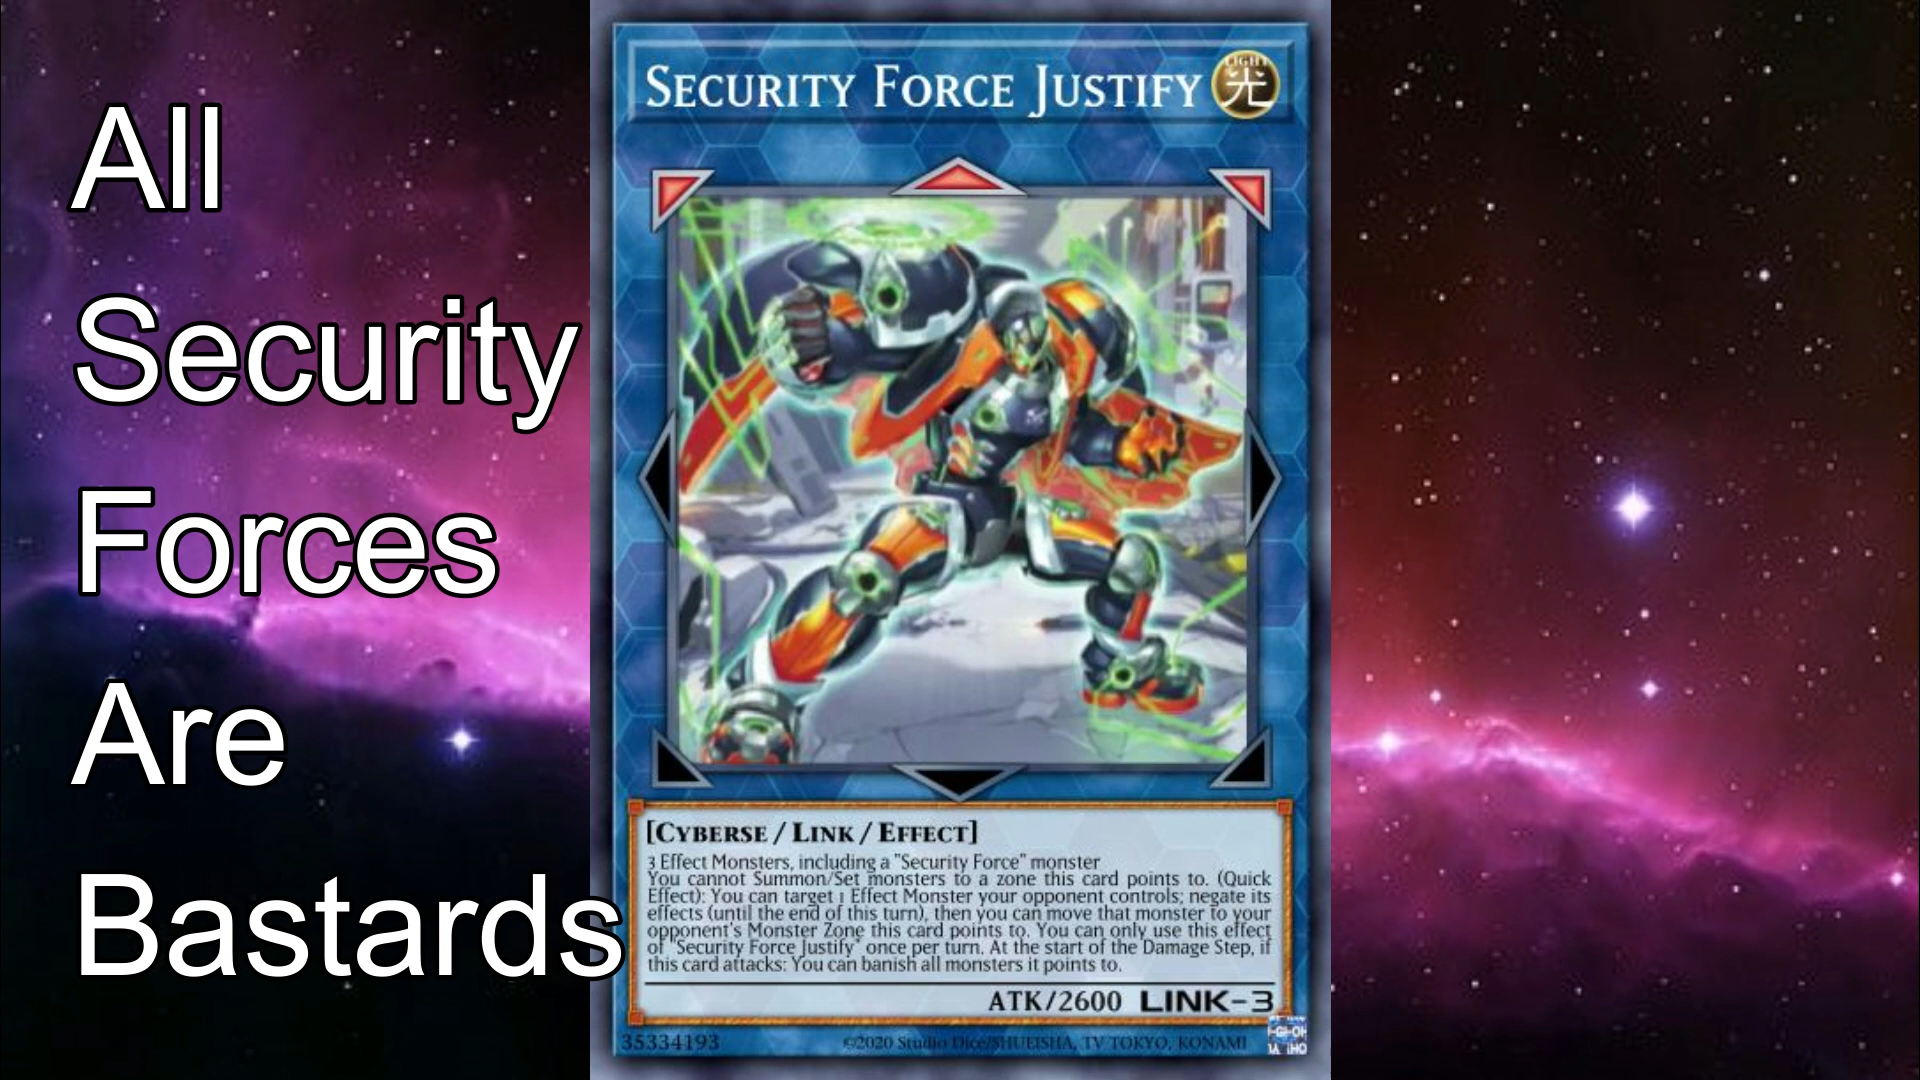 All
Security
Forces
Are
Bastards
SECURITY FORCE JUSTIFY
LIGHT
光
[CYBERSE / LINK / EFFECT]
3 Effect Monsters, including a "Security Force" monster
You cannot Summon/Set monsters to a zone this card points to. (Quick
Effect): You can target 1 Effect Monster your opponent controls; negate its
effects (until the end of this turn), then you can move that monster to your
opponent's Monster Zone this card points to. You can only use this effect
of "Security Force Justify" once per turn. At the start of the Damage Step, if
this card attacks: You can banish all monsters it points to.
ATK/2600 LINK-3
35334193 ©2020 Studio Dice/SHUEISHA, TV TOKYO, KONAMI